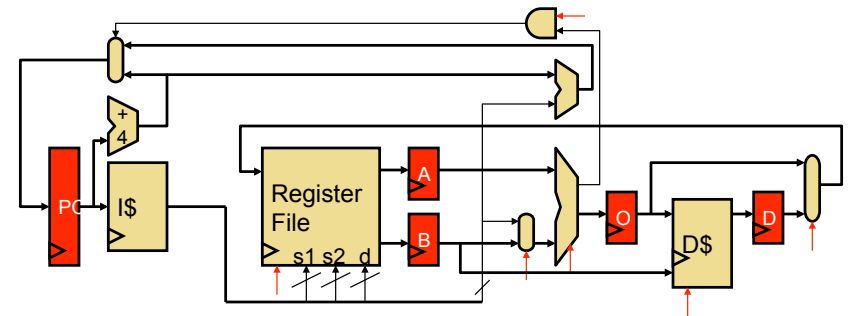 +
4
PC
I$
Register
File
s1 s2 d
A
B
O
D$
D